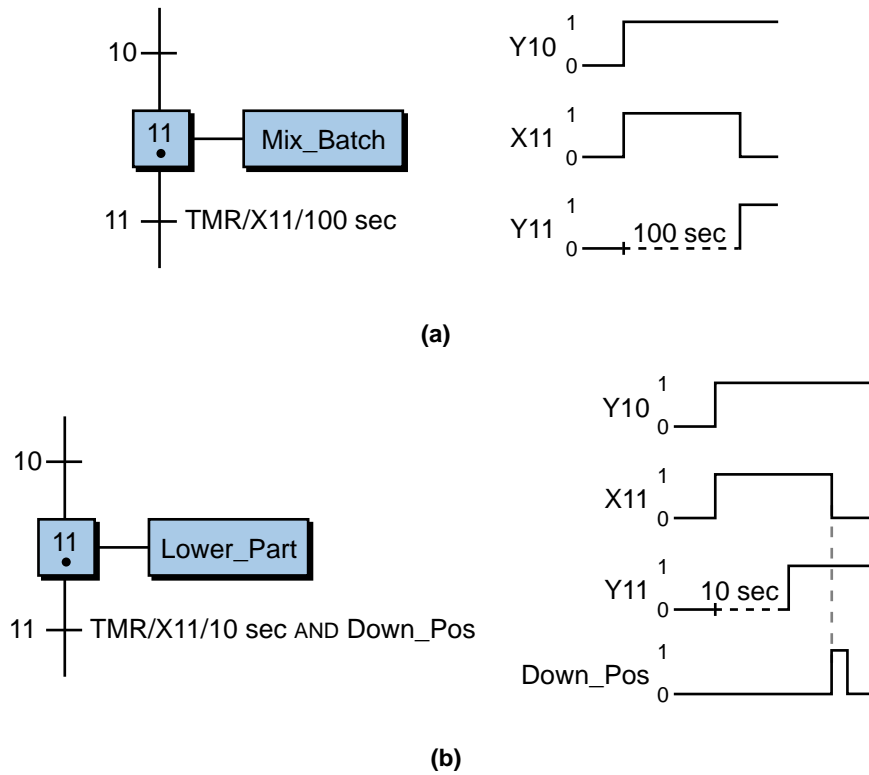 10
11
Mix_Batch
11
TMR/X11/100 sec
Y10
1
0
X11
1
0
Y11
1
0
100 sec
(a)
10
11
Lower_Part
11
TMR/X11/10 sec AND Down_Pos
Y10
1
0
X11
1
0
Y11
1
0
10 sec
Down_Pos
1
0
(b)